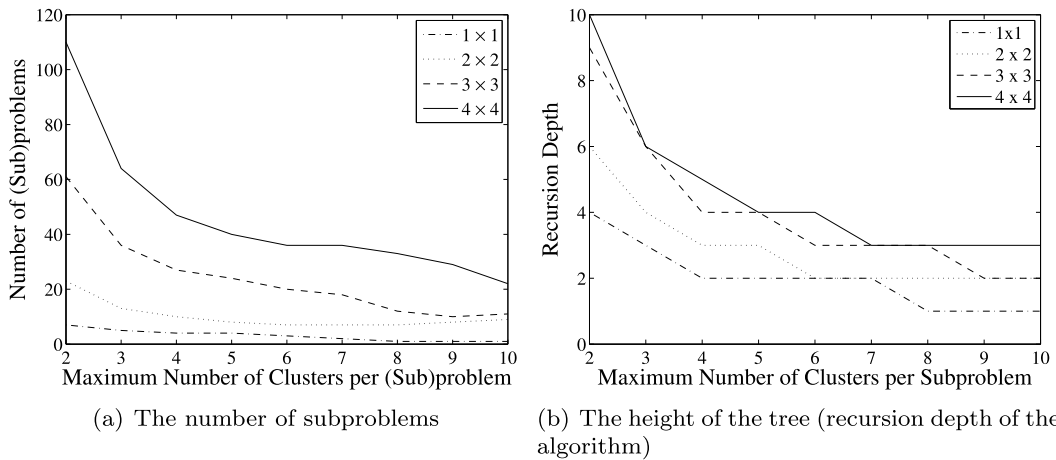 120
100
80
60
40
20
0
Number of (Sub)problems
1 × 1
2 × 2
3 × 3
4 × 4
2 3 4 5 6 7 8 9 10
Maximum Number of Clusters per (Sub)problem
(a) The number of subproblems
10
8
6
4
2
0
Recursion Depth
1x1
2 x 2
3 x 3
4 x 4
2 3 4 5 6 7 8 9 10
Maximum Number of Clusters per Subproblem
(b) The height of the tree (recursion depth of the
algorithm)